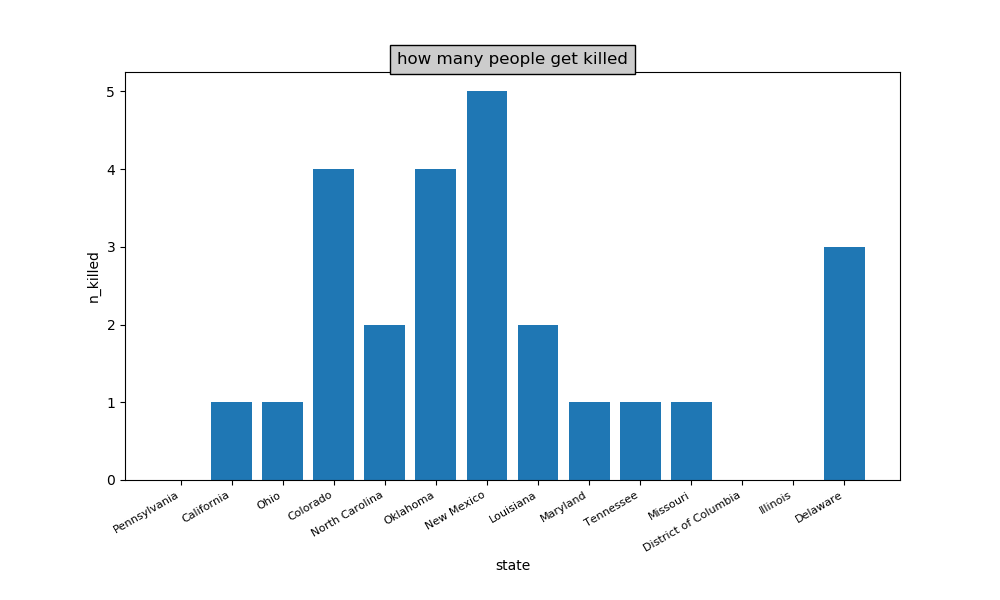 how many people get killed
5
4
3
2
1
0
n_killed
Pennsylvania
California
Ohio
Colorado
North Carolina
Oklahoma
New Mexico
Louisiana
Maryland
Tennessee
Missouri
District of Columbia
Illinois
Delaware
state